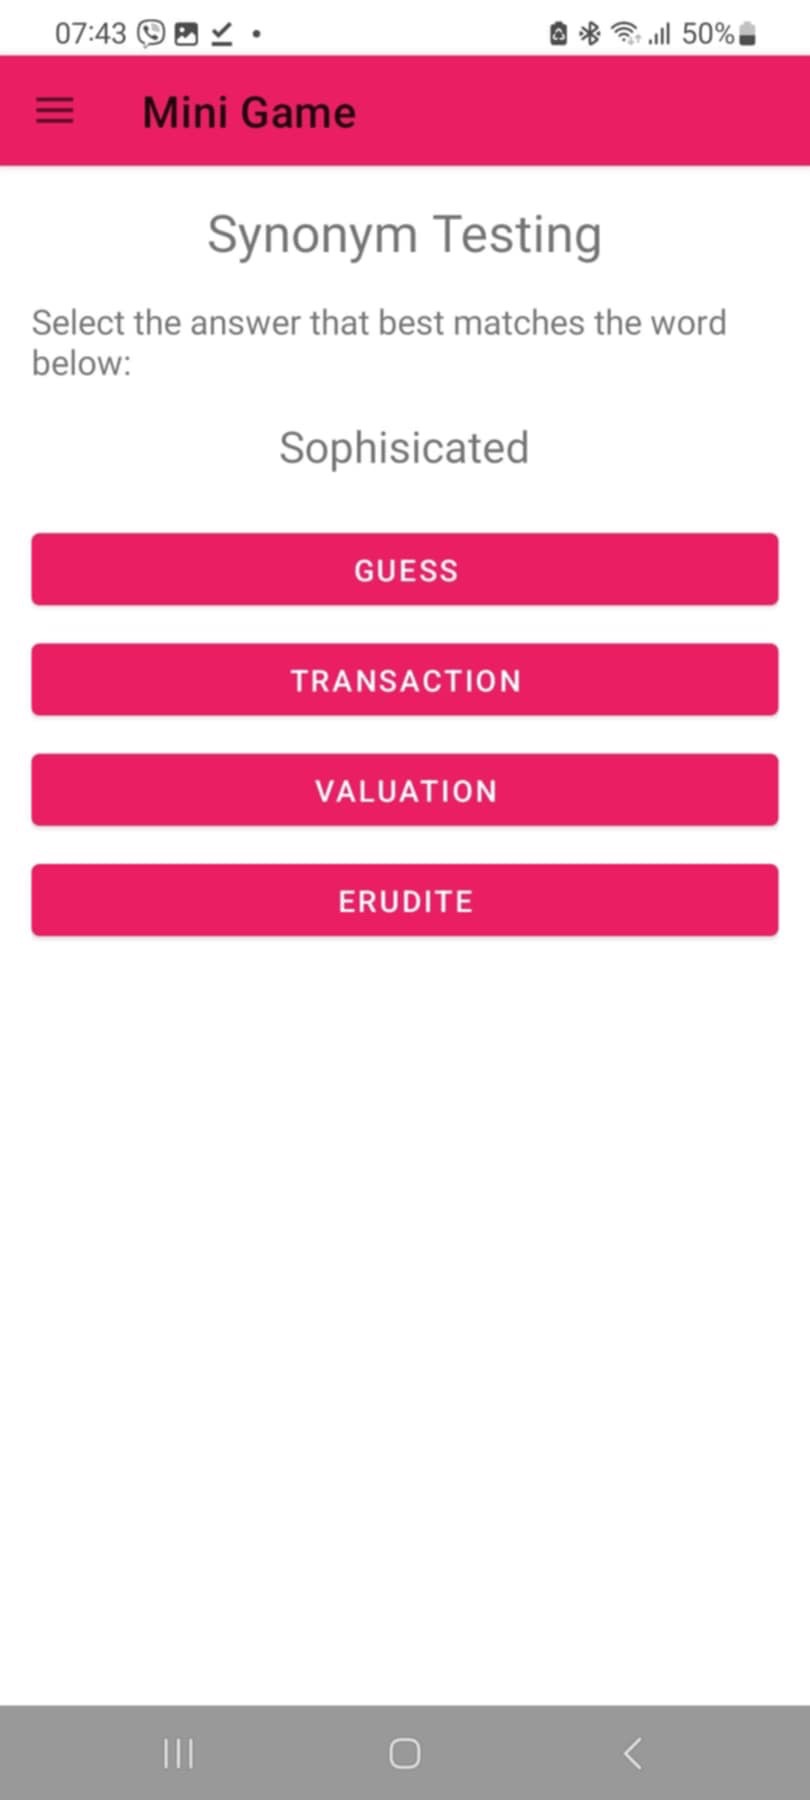 07:43
50%
Mini Game
Synonym Testing
Select the answer that best matches the word
below:
Sophisicated
GUESS
TRANSACTION
VALUATION
ERUDITE